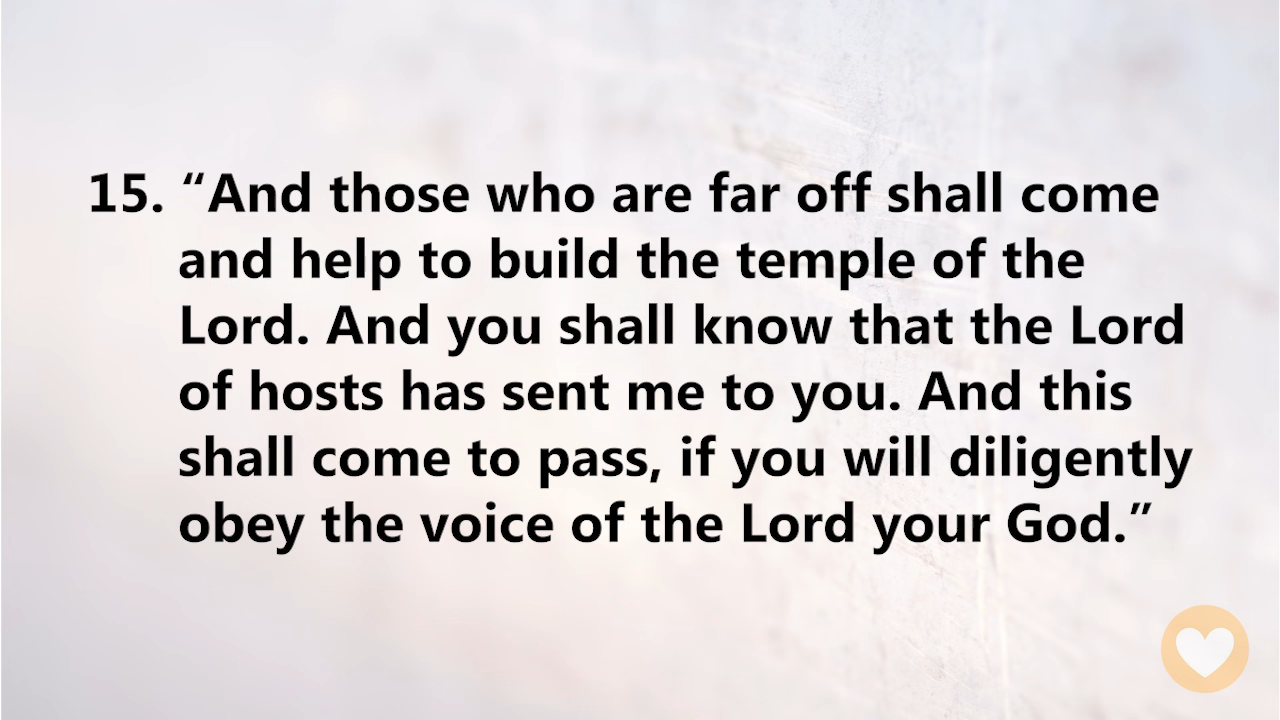 15. “And those who are far off shall come
and help to build the temple of the
Lord. And you shall know that the Lord
of hosts has sent me to you. And this
shall come to pass, if you will diligently
obey the voice of the Lord your God.”